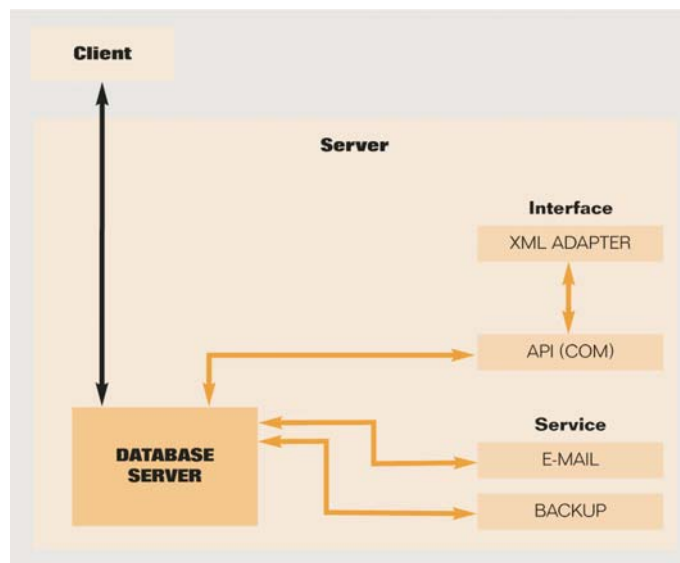 Client
Server
Interface
XML ADAPTER
API (COM)
Service
DATABASE
SERVER
E-MAIL
BACKUP